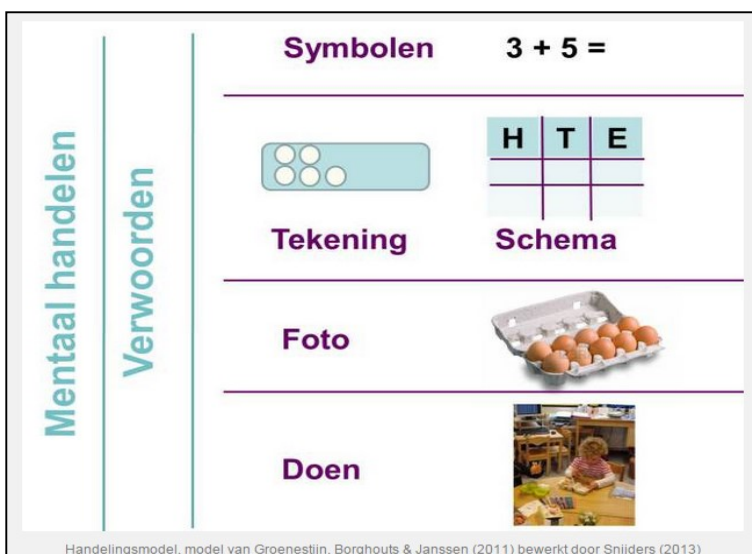 Symbolen 3 + 5 =
H T E
Tekening Schema
Foto
Doen
Mentaal handelen
Verwoorden
Handelingsmodel, model van Groenestijn, Borghouts & Janssen (2011) bewerkt door Snijders (2013)